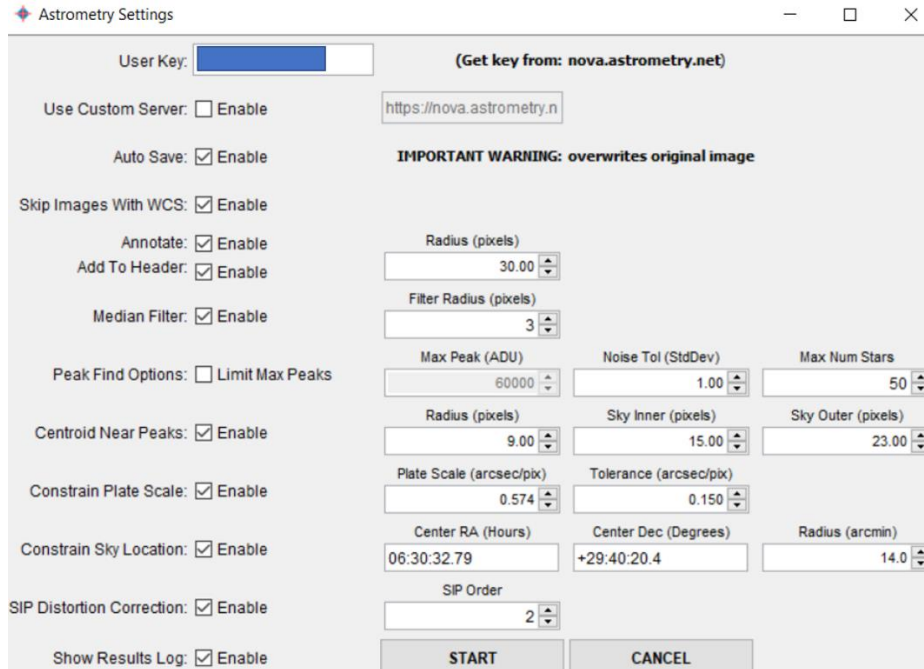 Astrometry Settings
User Key: (Get key from: nova.astrometry.net)
Use Custom Server: Enable https://nova.astrometry.n
Auto Save: Enable IMPORTANT WARNING: overwrites original image
Skip Images With WCS: Enable
Annotate: Enable Radius (pixels)
Add To Header: Enable 30.00
Filter Radius (pixels)
Median Filter: Enable 3
Max Peak (ADU) Noise Tol (StdDev) Max Num Stars
Peak Find Options: Limit Max Peaks 60000 1.00 50
Radius (pixels) Sky Inner (pixels) Sky Outer (pixels)
Centroid Near Peaks: Enable 9.00 15.00 23.00
Plate Scale (arcsec/pix) Tolerance (arcsec/pix)
Constrain Plate Scale: Enable 0.574 0.150
Center RA (Hours) Center Dec (Degrees) Radius (arcmin)
Constrain Sky Location: Enable 06:30:32.79 +29:40:20.4 14.0
SIP Order
SIP Distortion Correction: Enable 2
Show Results Log: Enable START CANCEL